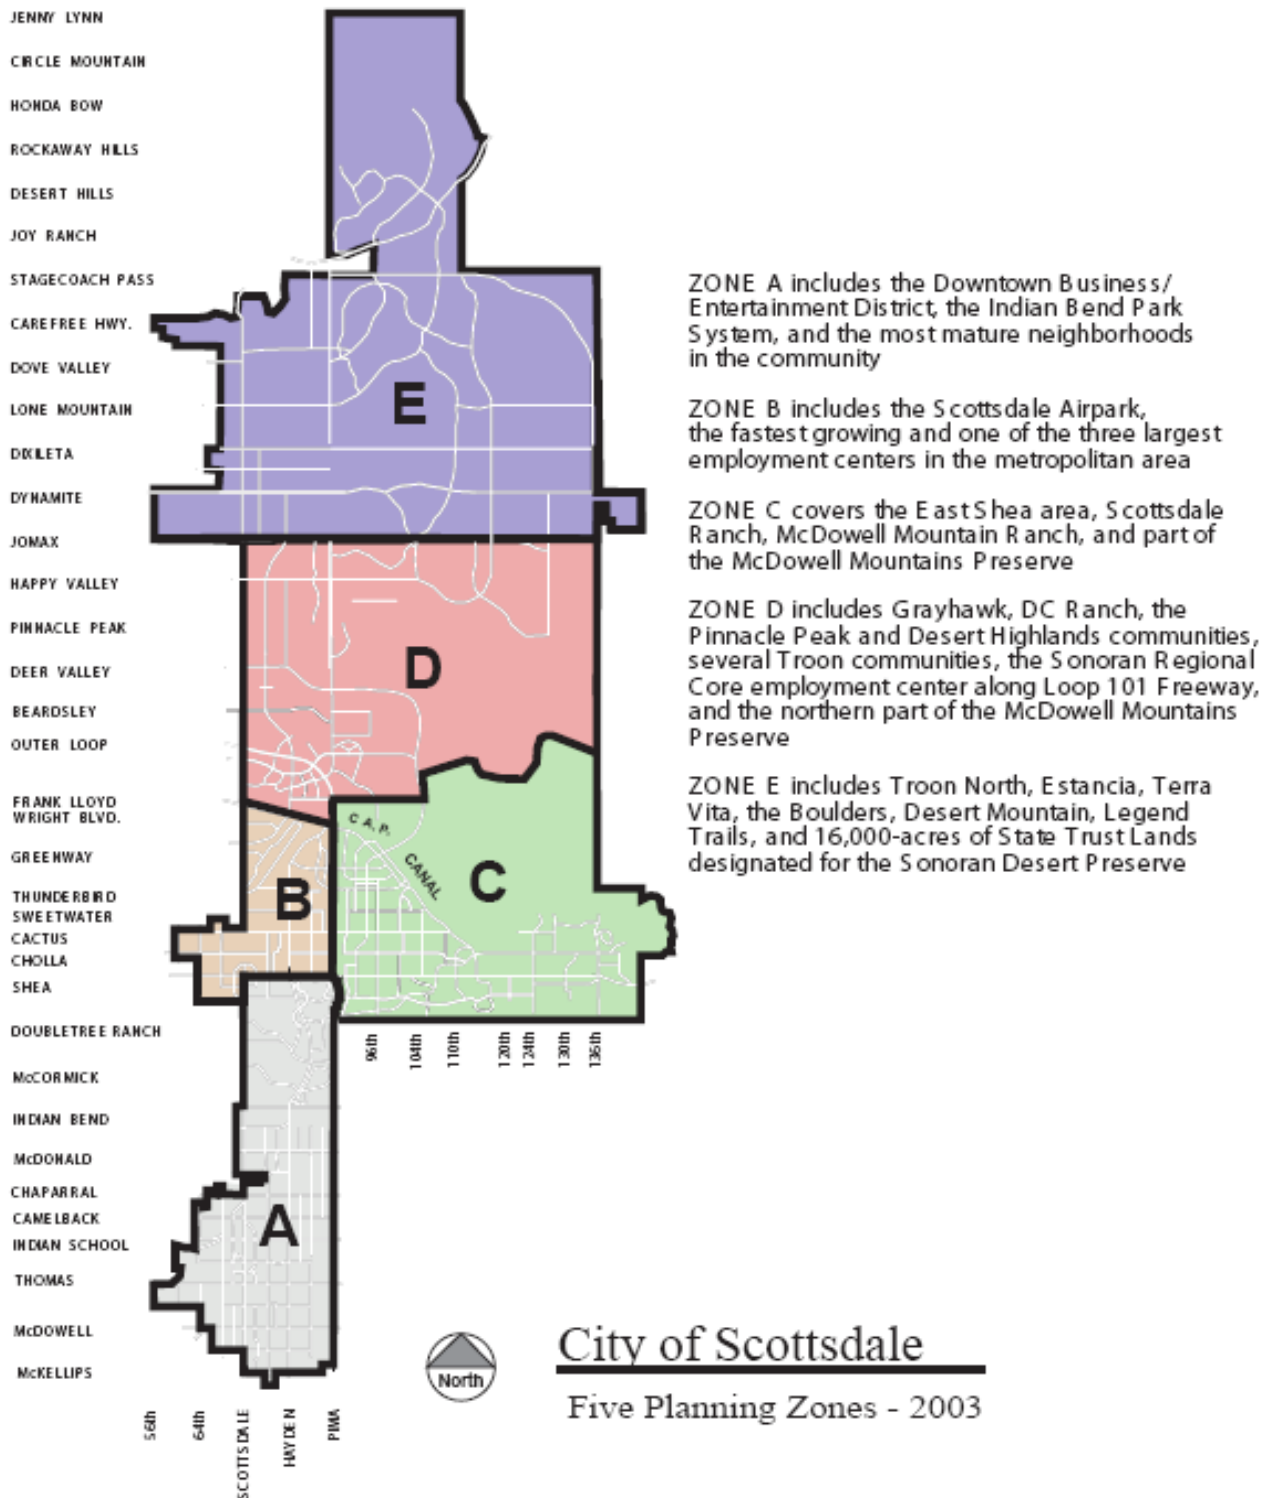 JENNY LYNN
CIRCLE MOUNTAIN
HONDA BOW
ROCKAWAY HILLS
DESERT HILLS
JOY RANCH
STAGECOACH PASS
CAREFREE HWY.
DOVE VALLEY
LONE MOUNTAIN
DIXILETA
DYNAMITE
JOMAX
HAPPY VALLEY
PINNACLE PEAK
DEER VALLEY
BEARDSLEY
OUTER LOOP
FRANK LLOYD
WRIGHT BLVD.
GREENWAY
THUNDERBIRD
SWEETWATER
CACTUS
CHOLLA
SHEA
DOUBLETREE RANCH
McCORMICK
INDIAN BEND
McDONALD
CHAPARRAL
CAMELBACK
INDIAN SCHOOL
THOMAS
McDOWELL
McKELLIPS
E
D
C.A.P.
CANAL
C
B
A
96th
104th
110th
120th
124th
130th
136th
56th
64th
SCOTTSDALE
HAYDEN
PIMA
ZONE A includes the Downtown Business/
Entertainment District, the Indian Bend Park
System, and the most mature neighborhoods
in the community
ZONE B includes the Scottsdale Airpark,
the fastest growing and one of the three largest
employment centers in the metropolitan area
ZONE C covers the East Shea area, Scottsdale
Ranch, McDowell Mountain Ranch, and part of
the McDowell Mountains Preserve
ZONE D includes Grayhawk, DC Ranch, the
Pinnacle Peak and Desert Highlands communities,
several Troon communities, the Sonoran Regional
Core employment center along Loop 101 Freeway,
and the northern part of the McDowell Mountains
Preserve
ZONE E includes Troon North, Estancia, Terra
Vita, the Boulders, Desert Mountain, Legend
Trails, and 16,000-acres of State Trust Lands
designated for the Sonoran Desert Preserve
North
City of Scottsdale
Five Planning Zones - 2003